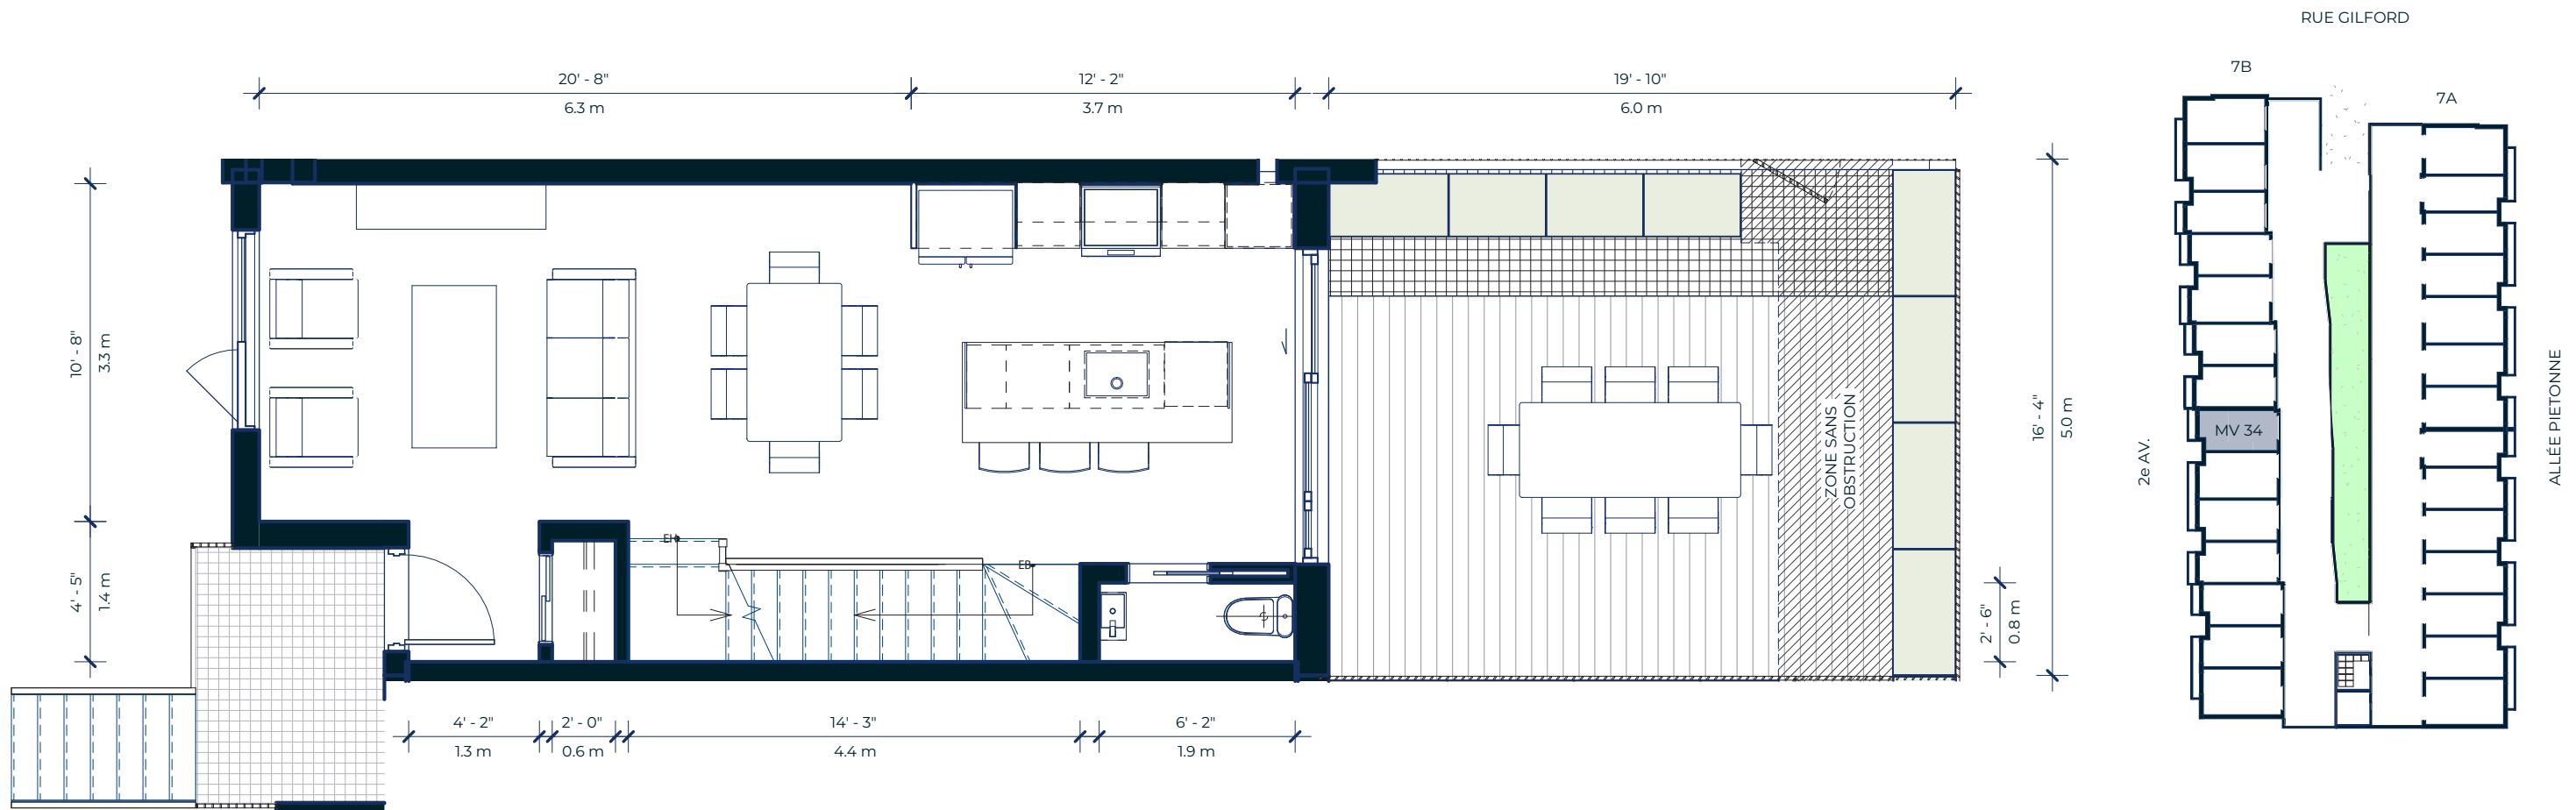 RUE GILFORD
7B
7A
20' - 8"
6.3 m
12' - 2"
3.7 m
19' - 10"
6.0 m
10' - 8"
3.3 m
4' - 5"
1.4 m
EH
EB
ZONE SANS
OBSTRUCTION
16' - 4"
5.0 m
2' - 6"
0.8 m
4' - 2"
1.3 m
2' - 0"
0.6 m
14' - 3"
4.4 m
6' - 2"
1.9 m
2e AV.
MV 34
ALLÉE PIETONNE